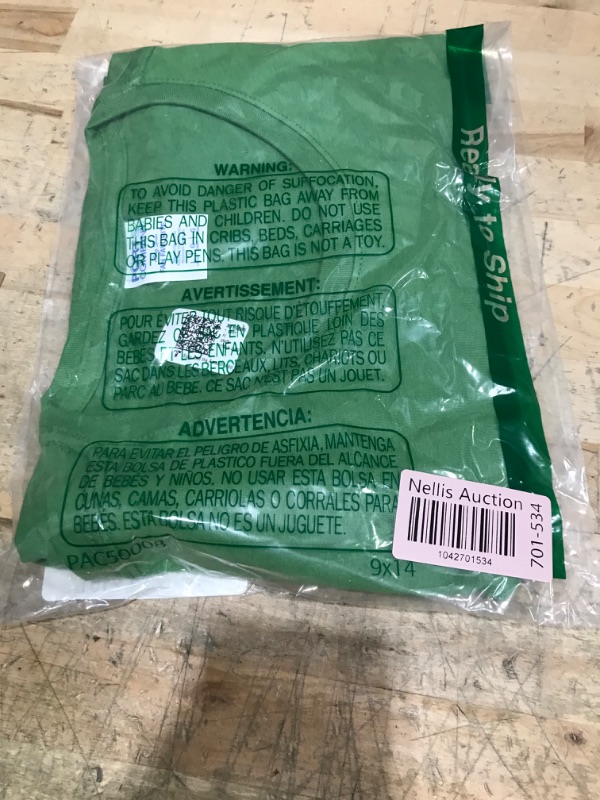 Ready to Ship
WARNING:
TO AVOID DANGER OF SUFFOCATION,
KEEP THIS PLASTIC BAG AWAY FROM
BABIES AND CHILDREN. DO NOT USE
THIS BAG IN CRIBS, BEDS, CARRIAGES
OR PLAY PENS. THIS BAG IS NOT A TOY.
AVERTISSEMENT:
POUR ÉVITER TOUT RISQUE D'ÉTOUFFEMENT,
GARDEZ EN PLASTIQUE LOIN DES
BEBES ET LES ENFANTS. N'UTILISEZ PAS CE
SAC DANS LES BERCEAUX, LITS, CHARIOTS OU
PARC AU BEBE. CE SAC N'EST PAS UN JOUET.
ADVERTENCIA:
PARA EVITAR EL PELIGRO DE ASFIXIA, MANTENGA
ESTA BOLSA DE PLASTICO FUERA DEL ALCANCE
DE BEBÉS Y NIÑOS. NO USAR ESTA BOLSA EN
CUNAS, CAMAS, CARRIOLAS O CORRALES PARA
BEBÉS. ESTA BOLSA NO ES UN JUGUETE.
9x14
Nellis Auction
1042701534
701-534